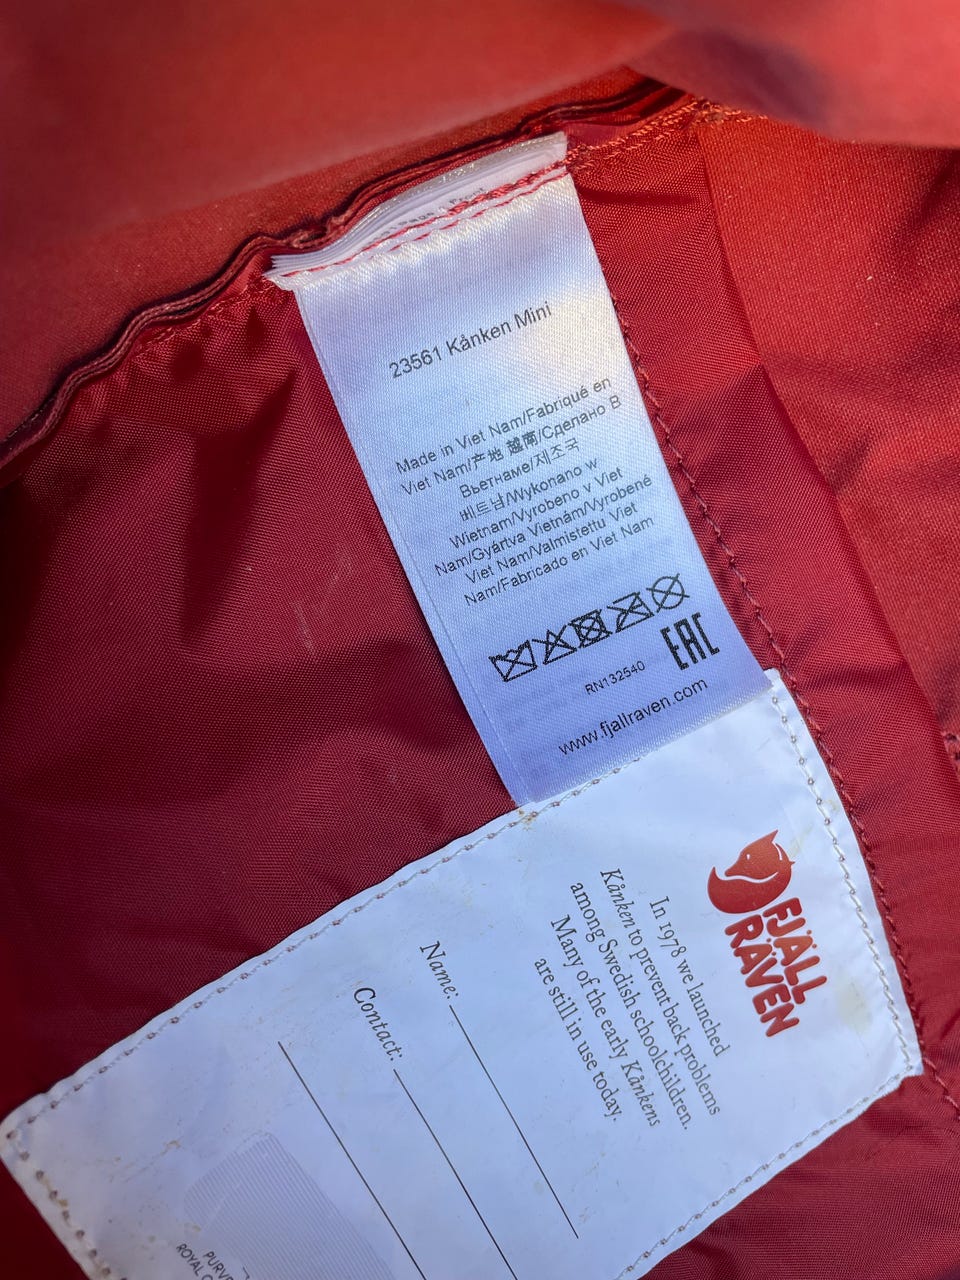 23561 Kånken Mini
Made in Viet Nam/Fabriqué en
Viet Nam/产地 越南/Сделано В
Вьетнаме/제조국
베트남/Wykonano w
Wietnam/Vyrobeno v Viet
Nam/Gyártva Vietnám/Vyrobené
Viet Nam/Valmistettu Viet
Nam/Fabricado en Viet Nam
EAC
RN132540
www.fjallraven.com
FJÄLL
RÄVEN
In 1978 we launched
Kånken to prevent back problems
among Swedish schoolchildren.
Many of the early Kånkens
are still in use today.
Name:
Contact:
ROYAL